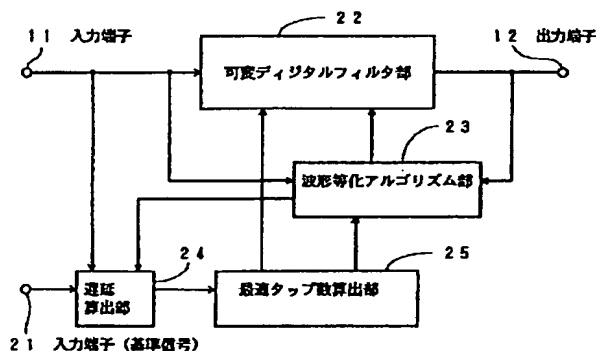 22
11 入力端子
12 出力端子
可変ディジタルフィルタ部
23
波形等化アルゴリズム部
24
25
遅延
算出部
最適タップ数算出部
21 入力端子(基準信号)